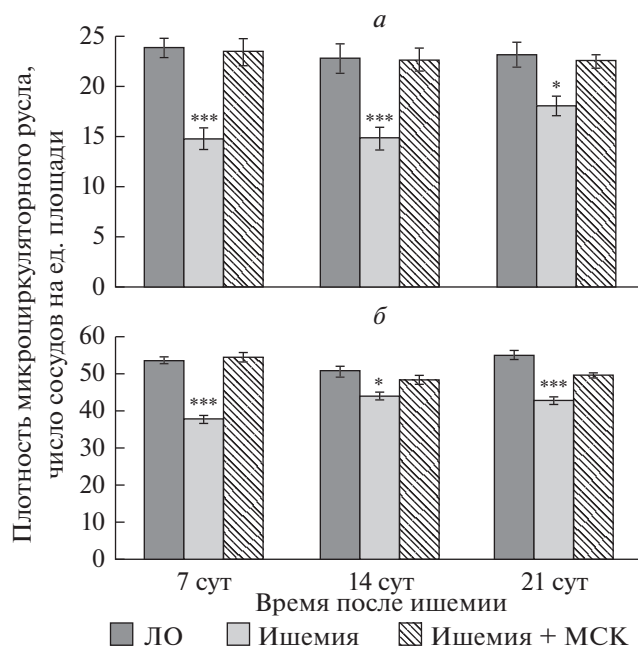 а
25
20
15
10
5
0
*** *** *
б
60
50
40
30
20
10
0
*** * ***
Плотность микроциркуляторного русла,
число сосудов на ед. площади
7 сут 14 сут 21 сут
Время после ишемии
ЛО Ишемия Ишемия + МСК